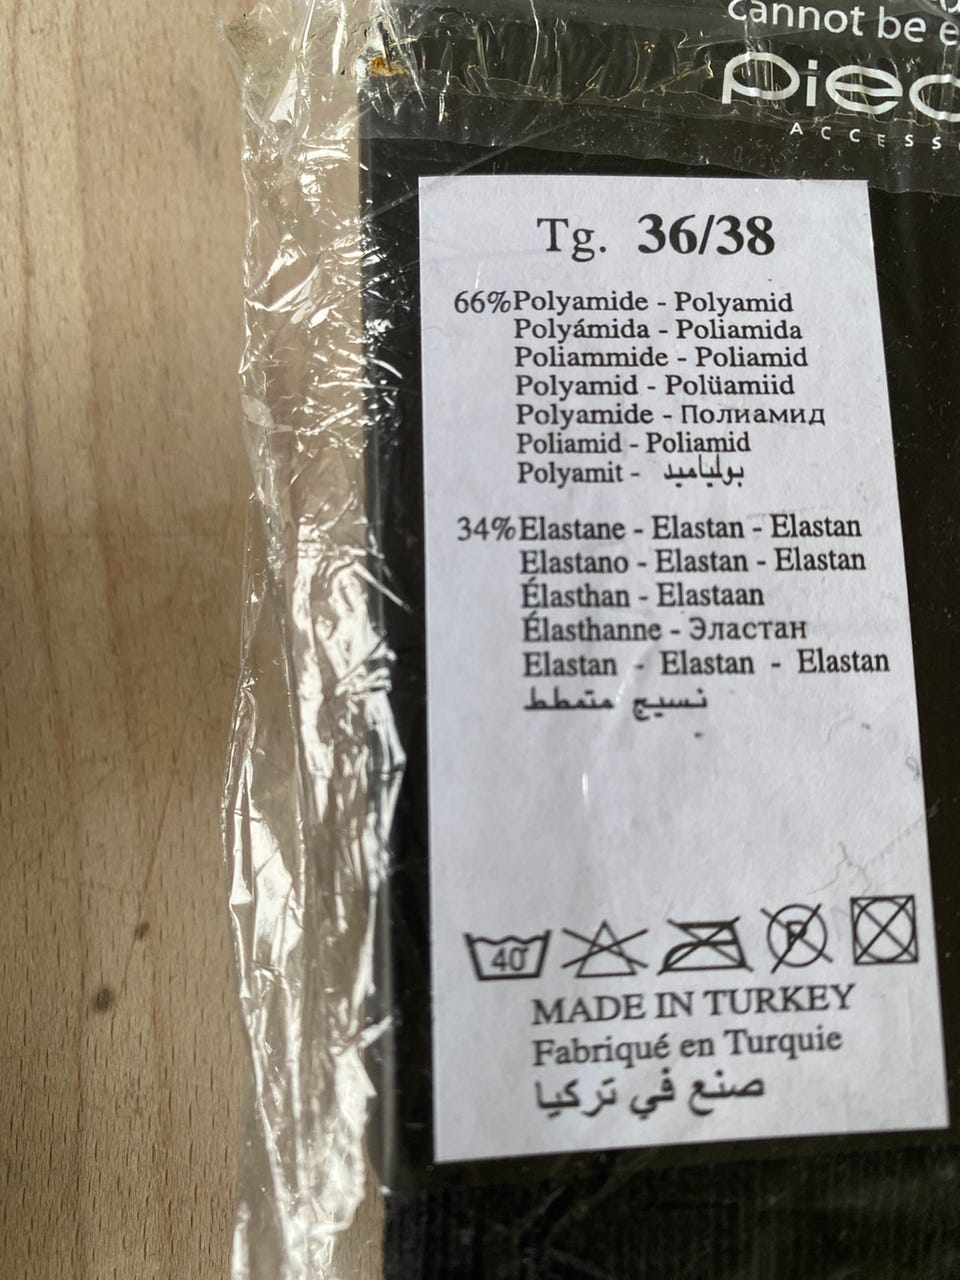 cannot be
ACCESS
Tg. 36/38
66% Polyamide - Polyamid
Polyámida - Poliamida
Poliammide - Poliamid
Polyamid - Polüamiid
Polyamide - Полиамид
Poliamid - Poliamid
Polyamit - بولياميد
34% Elastane - Elastan - Elastan
Elastano - Elastan - Elastan
Élasthan - Elastaan
Élasthanne - Эластан
Elastan - Elastan - Elastan
نسيج متمطط
40 P
MADE IN TURKEY
Fabriqué en Turquie
صنع في تركيا